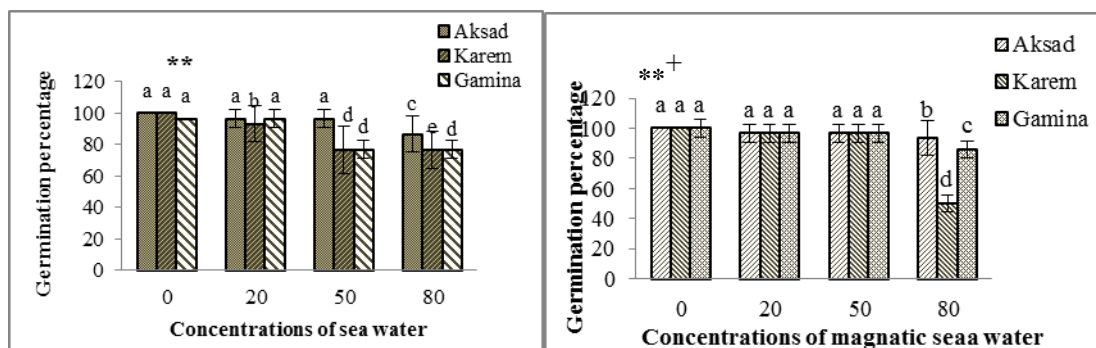 Aksad
Karem
Gamina
**
Germination percentage
120
100
80
60
40
20
0
a a a
a b a
a d d
c e d
0 20 50 80
Concentrations of sea water
Aksad
Karem
Gamina
**+
Germination percentage
120
100
80
60
40
20
0
a a a
a a a
a a a
b d c
0 20 50 80
Concentrations of magnatic seaa water